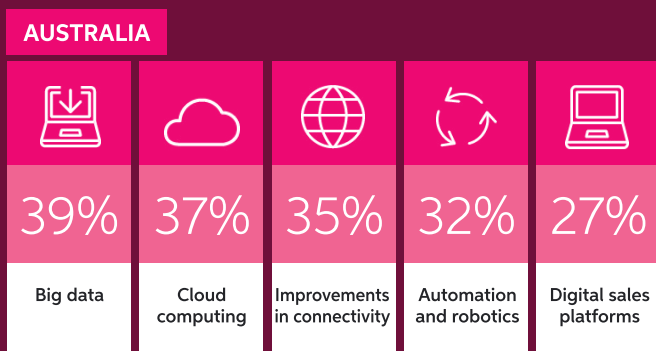 AUSTRALIA
39%
37%
35%
32%
27%
Big data
Cloud
computing
Improvements
in connectivity
Automation
and robotics
Digital sales
platforms